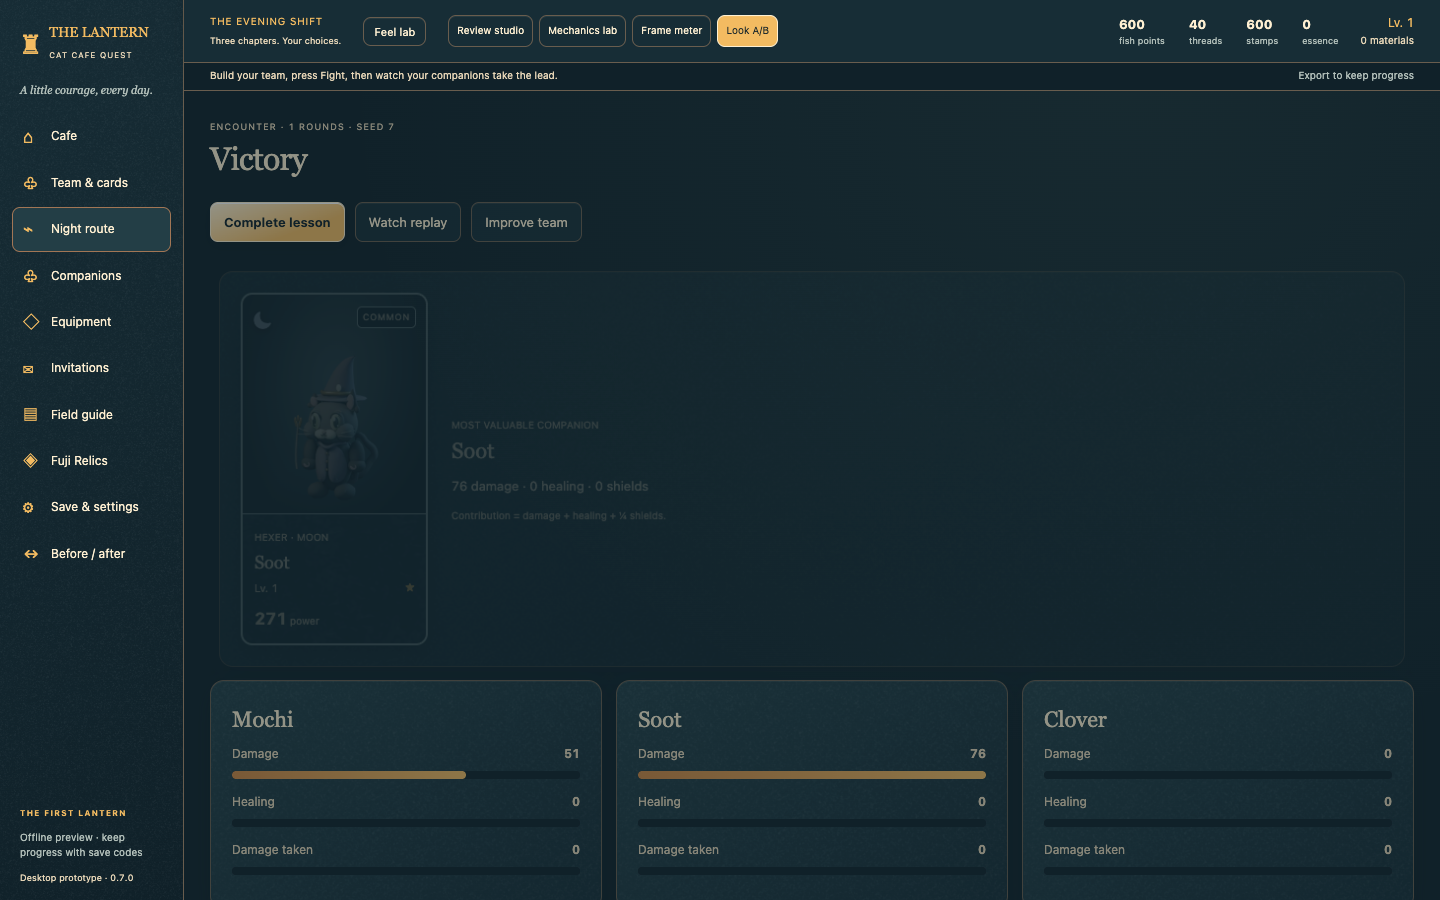 THE LANTERN
CAT CAFE QUEST
A little courage, every day.
Cafe
Team & cards
Night route
Companions
Equipment
Invitations
Field guide
Fuji Relics
Save & settings
Before / after
THE FIRST LANTERN
Offline preview · keep
progress with save codes
Desktop prototype · 0.7.0
THE EVENING SHIFT
Three chapters. Your choices.
Feel lab
Review studio
Mechanics lab
Frame meter
Look A/B
600
fish points
40
threads
600
stamps
0
essence
Lv. 1
0 materials
Build your team, press Fight, then watch your companions take the lead.
Export to keep progress
ENCOUNTER · 1 ROUNDS · SEED 7
Victory
Complete lesson
Watch replay
Improve team
COMMON
HEXER · MOON
Soot
Lv. 1
271 power
MOST VALUABLE COMPANION
Soot
76 damage · 0 healing · 0 shields
Contribution = damage + healing + ¼ shields.
Mochi
Damage 51
Healing 0
Damage taken 0
Soot
Damage 76
Healing 0
Damage taken 0
Clover
Damage 0
Healing 0
Damage taken 0